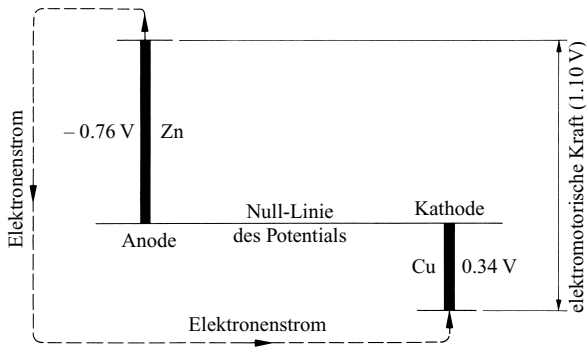 Elektronenstrom
– 0.76 V
Zn
Anode
Null-Linie
des Potentials
Kathode
Cu
0.34 V
Elektronenstrom
elektromotorische Kraft (1.10 V)